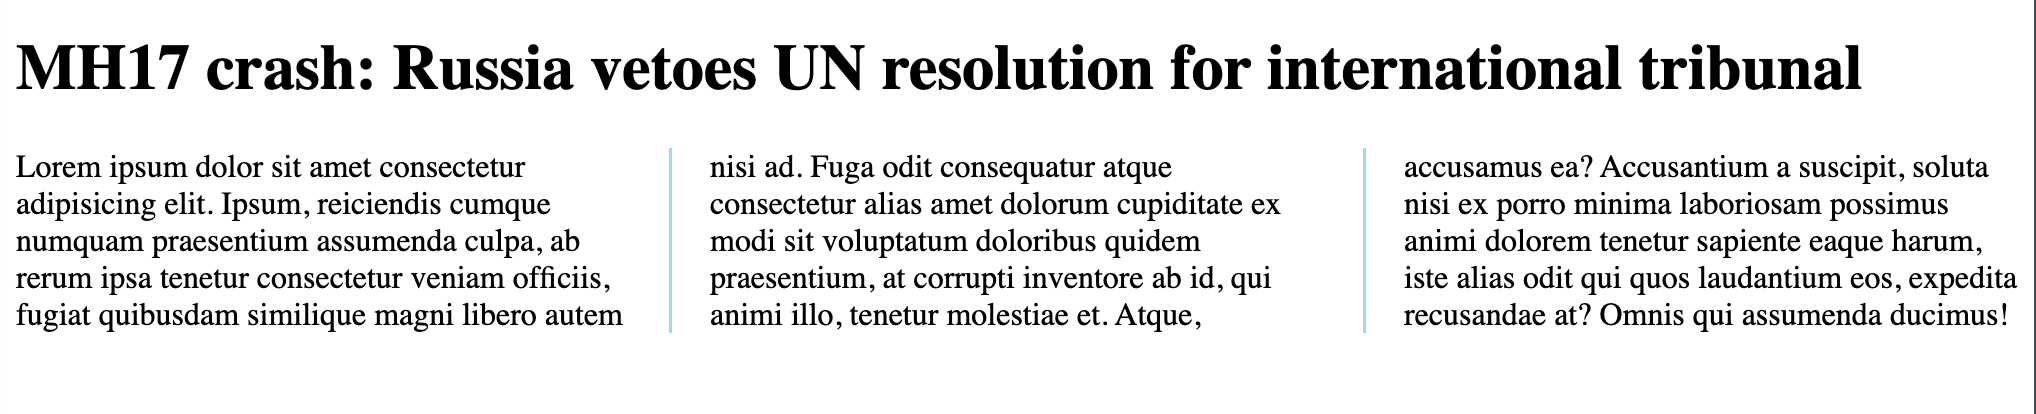 MH17 crash: Russia vetoes UN resolution for international tribunal
Lorem ipsum dolor sit amet consectetur
adipisicing elit. Ipsum, reiciendis cumque
numquam praesentium assumenda culpa, ab
rerum ipsa tenetur consectetur veniam officiis,
fugiat quibusdam similique magni libero autem
nisi ad. Fuga odit consequatur atque
consectetur alias amet dolorum cupiditate ex
modi sit voluptatum doloribus quidem
praesentium, at corrupti inventore ab id, qui
animi illo, tenetur molestiae et. Atque,
accusamus ea? Accusantium a suscipit, soluta
nisi ex porro minima laboriosam possimus
animi dolorem tenetur sapiente eaque harum,
iste alias odit qui quos laudantium eos, expedita
recusandae at? Omnis qui assumenda ducimus!